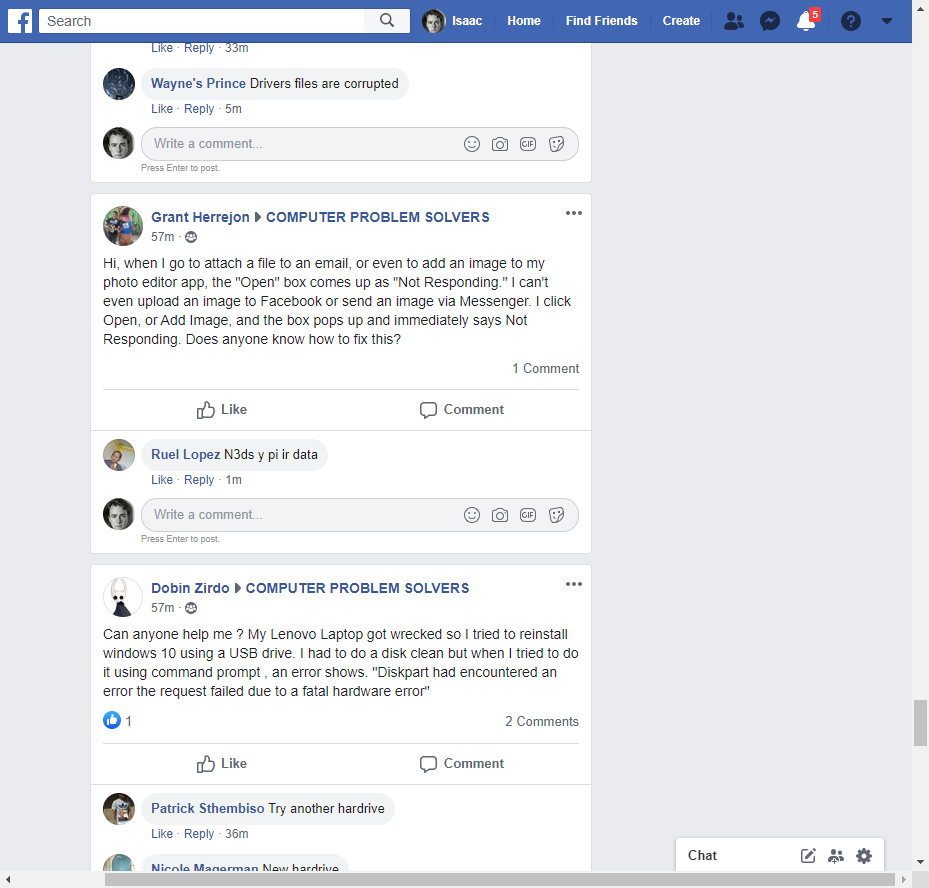 Search
Isaac Home Find Friends Create 5
Like · Reply · 33m
Wayne's Prince Drivers files are corrupted
Like · Reply · 5m
Write a comment... GIF
Press Enter to post.
Grant Herrejon COMPUTER PROBLEM SOLVERS
57m ·
Hi, when I go to attach a file to an email, or even to add an image to my
photo editor app, the "Open" box comes up as "Not Responding." I can't
even upload an image to Facebook or send an image via Messenger. I click
Open, or Add Image, and the box pops up and immediately says Not
Responding. Does anyone know how to fix this?
1 Comment
Like Comment
Ruel Lopez N3ds y pi ir data
Like · Reply · 1m
Write a comment... GIF
Press Enter to post.
Dobin Zirdo COMPUTER PROBLEM SOLVERS
57m ·
Can anyone help me ? My Lenovo Laptop got wrecked so I tried to reinstall
windows 10 using a USB drive. I had to do a disk clean but when I tried to do
it using command prompt , an error shows. "Diskpart had encountered an
error the request failed due to a fatal hardware error"
1 2 Comments
Like Comment
Patrick Sthembiso Try another hardrive
Like · Reply · 36m
Nicole Magerman New hardrive
Chat